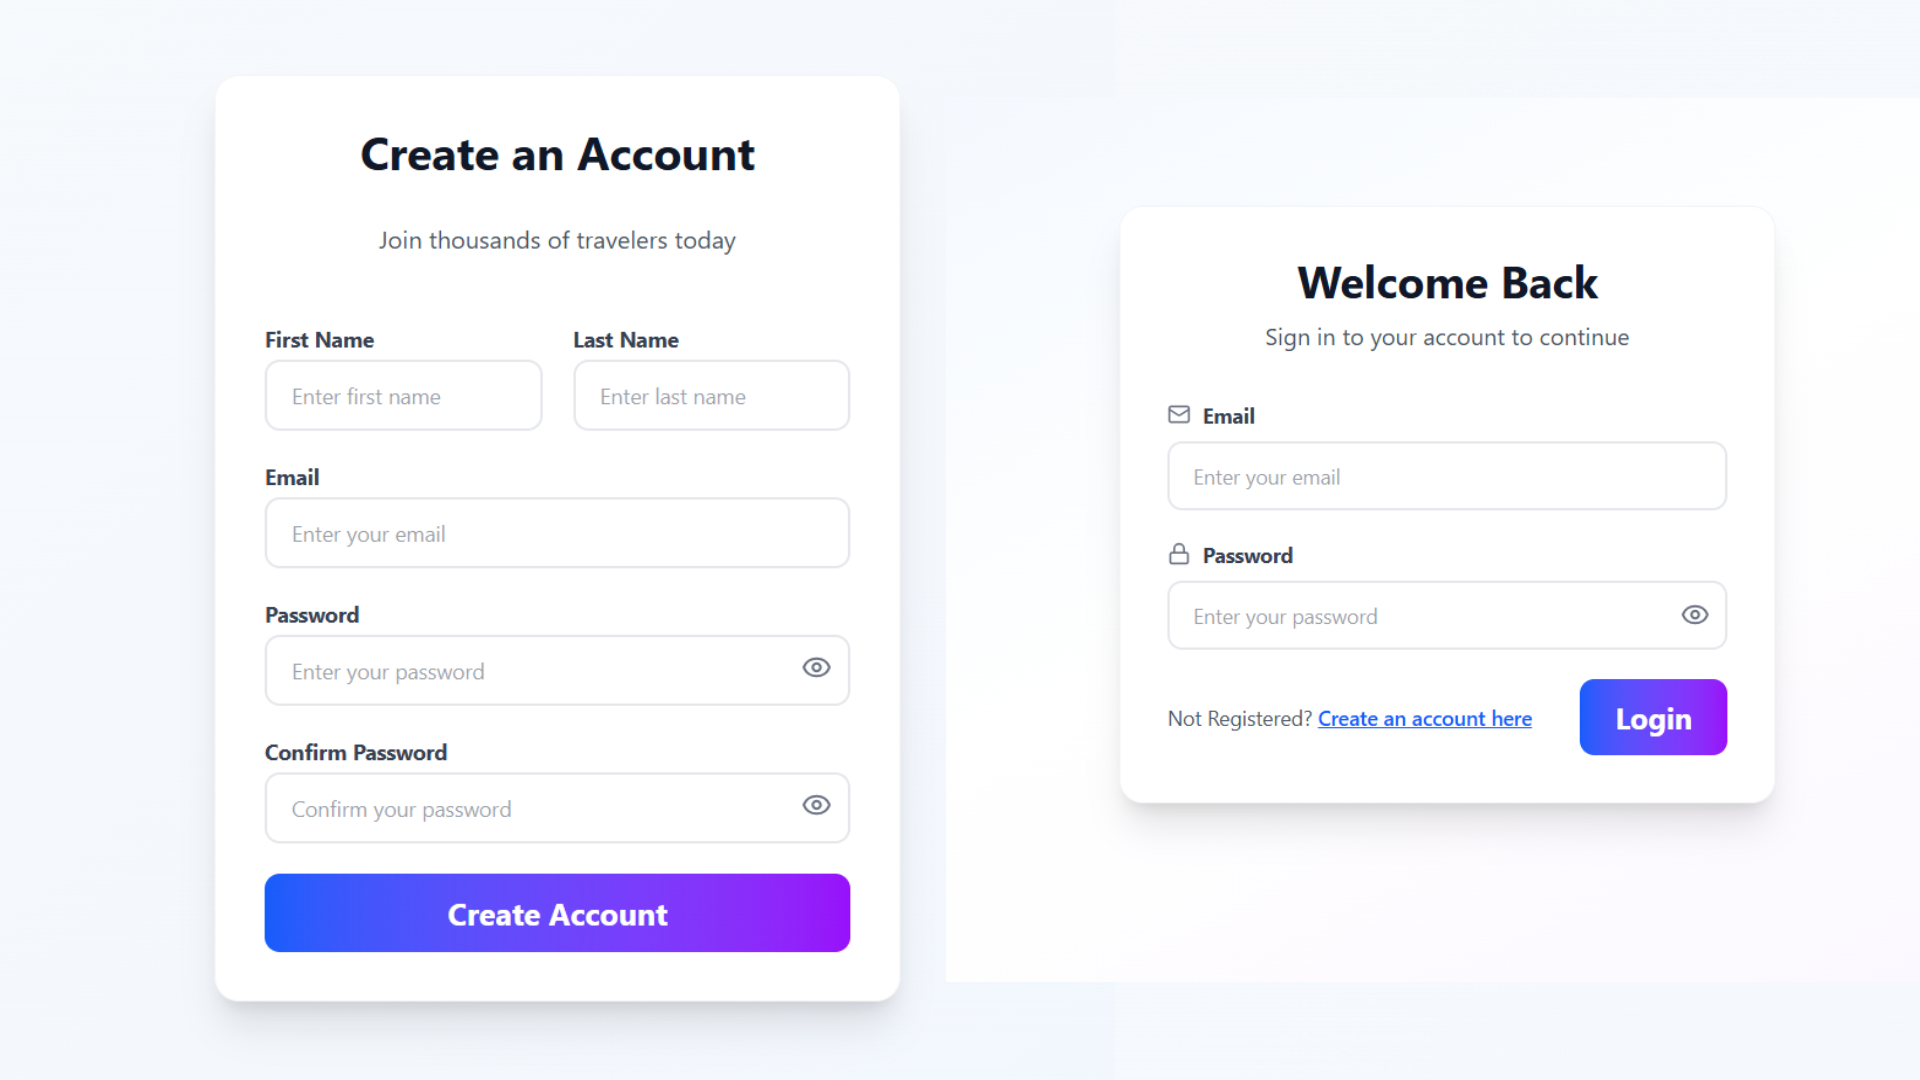 Create an Account
Join thousands of travelers today
First Name
Last Name
Enter first name
Enter last name
Email
Enter your email
Password
Enter your password
Confirm Password
Confirm your password
Create Account
Welcome Back
Sign in to your account to continue
Email
Enter your email
Password
Enter your password
Not Registered? Create an account here
Login